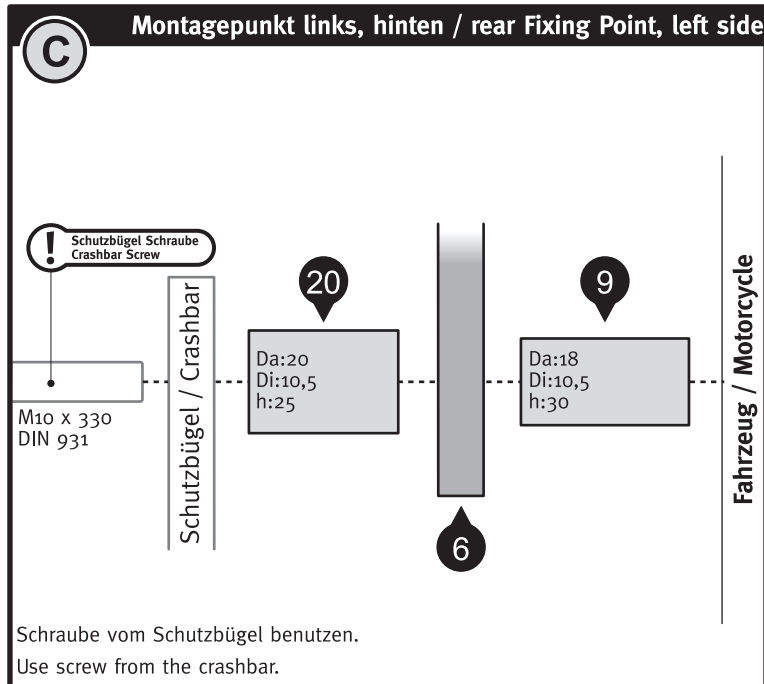 Montagepunkt links, hinten / rear Fixing Point, left side
C
!
Schutzbügel Schraube
Crashbar Screw
M10 x 330
DIN 931
Schutzbügel / Crashbar
20
Da:20
Di:10,5
h:25
6
9
Da:18
Di:10,5
h:30
Fahrzeug / Motorcycle
Schraube vom Schutzbügel benutzen.
Use screw from the crashbar.